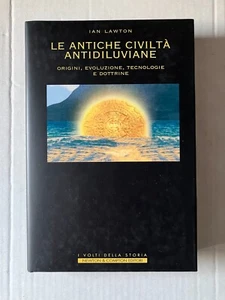 IAN LAWTON
LE ANTICHE CIVILTÀ
ANTIDILUVIANE
ORIGINI, EVOLUZIONE, TECNOLOGIE
E DOTTRINE
I VOLTI DELLA STORIA
NEWTON & COMPTON EDITORI